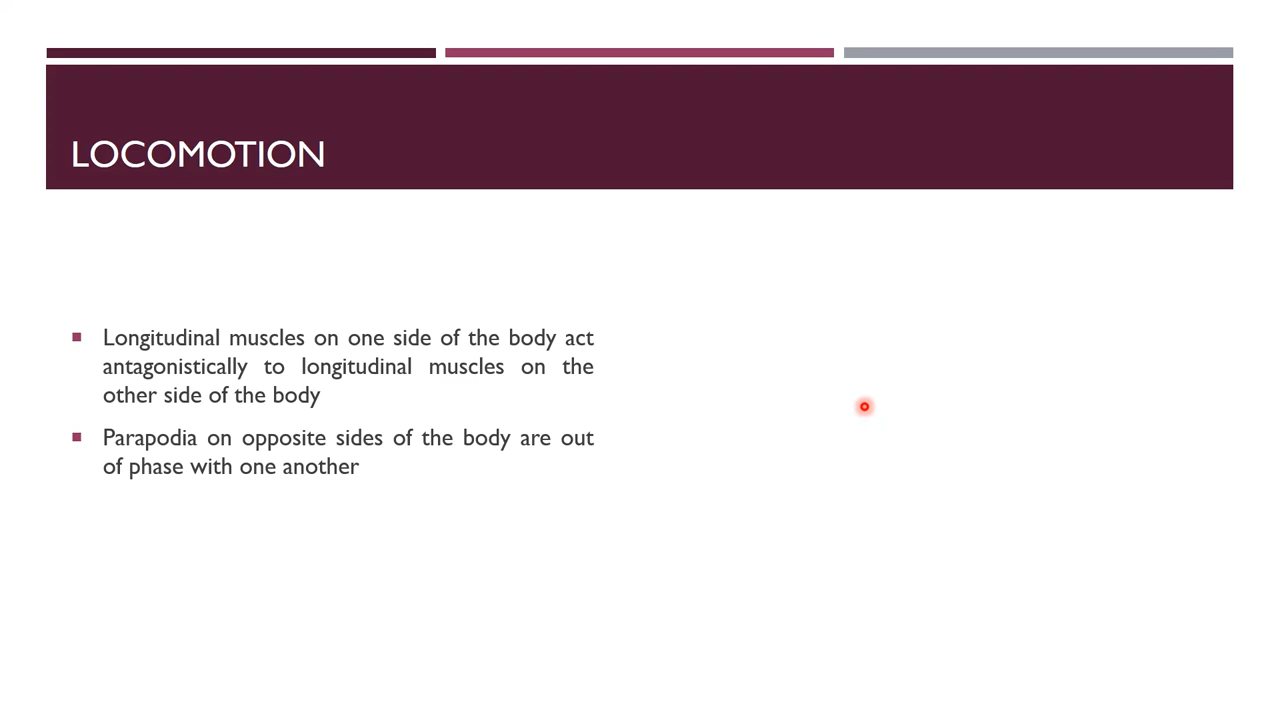 LOCOMOTION
Longitudinal muscles on one side of the body act
antagonistically to longitudinal muscles on the
other side of the body
Parapodia on opposite sides of the body are out
of phase with one another